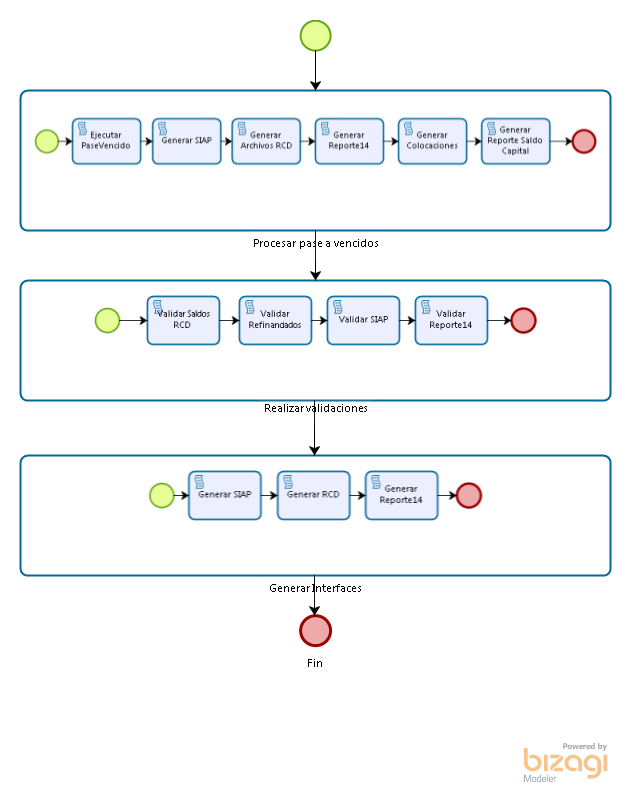 Ejecutar
PaseVencido
Generar SIAP
Generar
Archivos RCD
Generar
Reporte14
Generar
Colocaciones
Generar
Reporte Saldo
Capital
Procesar pase a vencidos
Validar Saldos
RCD
Validar
Refinandados
Validar SIAP
Validar
Reporte14
Realizar validaciones
Generar SIAP
Generar RCD
Generar
Reporte14
Generar Interfaces
Fin
Powered by
bizagi
Modeler